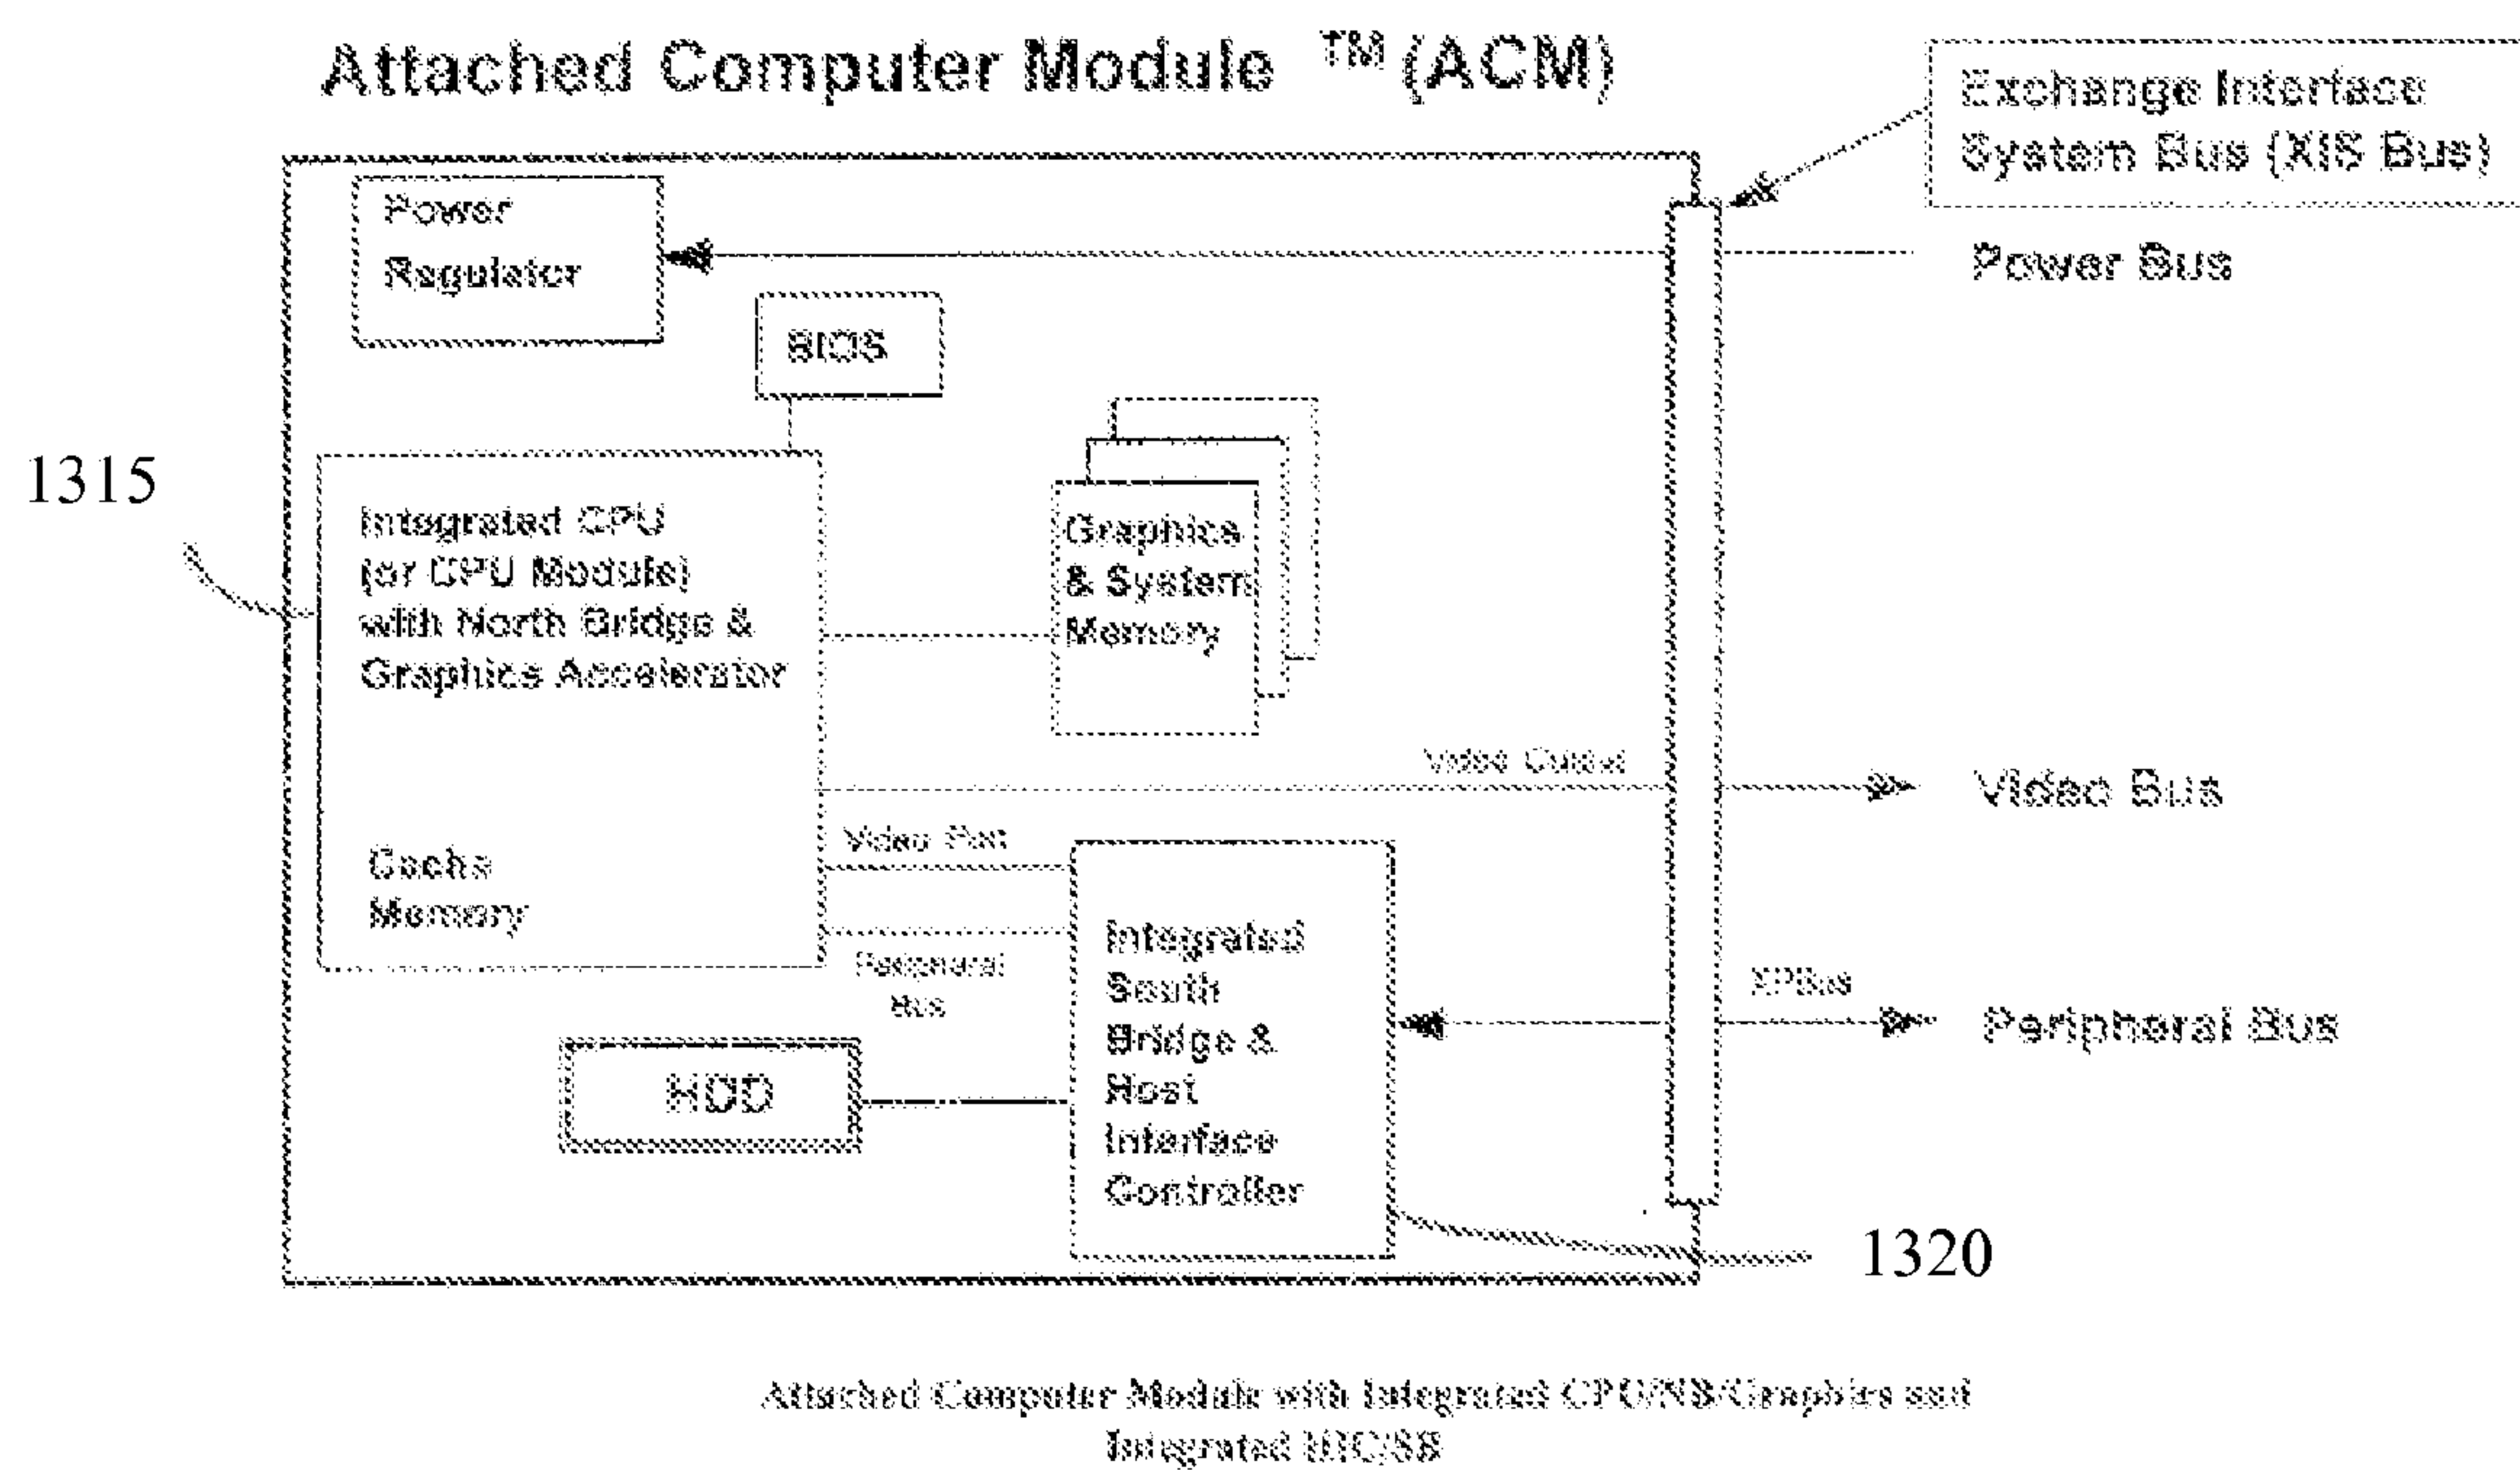 Attached Computer Module ™ (ACM)
Exchange Interface
System Bus (XIS Bus)
Power
Regulator
Power Bus
BIOS
1315
Integrated CPU
(or CPU Module)
with North Bridge &
Graphics Accelerator
Graphics
& System
Memory
Video Output
Video Bus
Video Port
Cache
Memory
Peripheral
Bus
Integrated
South
Bridge &
Host
Interface
Controller
XPBus
Peripheral Bus
HDD
1320
Attached Computer Module with Integrated CPU/NB/Graphics and
Integrated HIC/SB